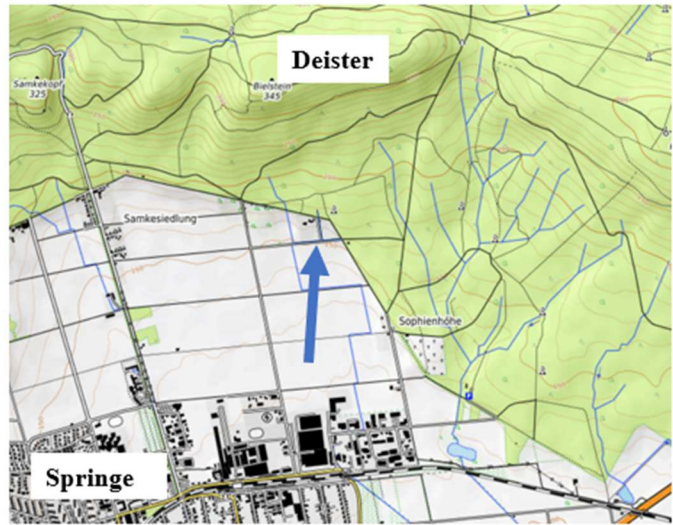 Deister
Samkekopf
325
Bielstein
345
Samkesiedlung
Sophienhöhe
P
Springe